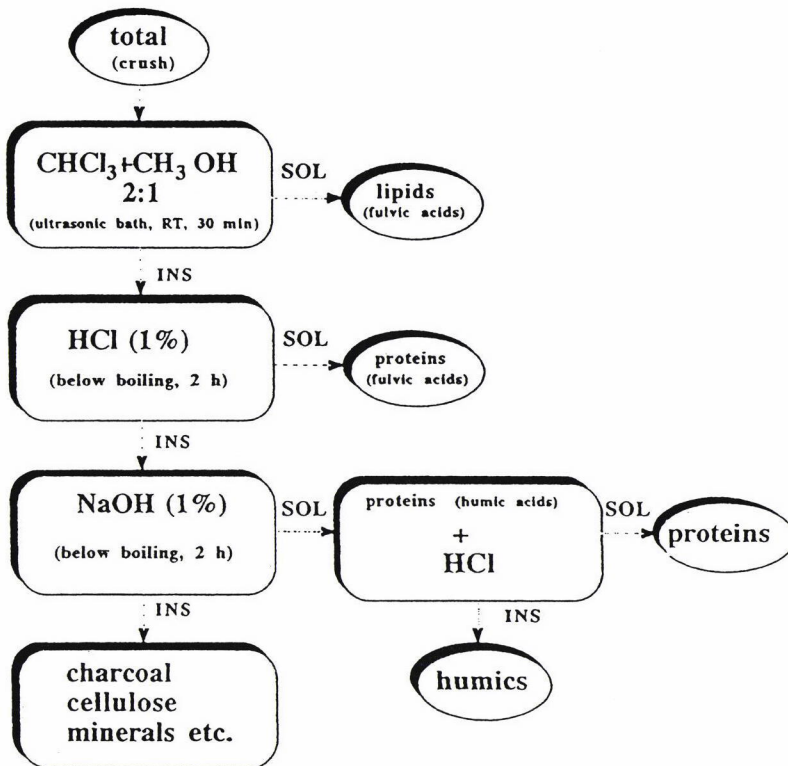 total
(crush)
CHCl₃+CH₃ OH
2:1
(ultrasonic bath, RT, 30 min)
SOL
lipids
(fulvic acids)
INS
HCl (1%)
(below boiling, 2 h)
SOL
proteins
(fulvic acids)
INS
NaOH (1%)
(below boiling, 2 h)
SOL
proteins (humic acids)
+
HCl
SOL
proteins
INS
charcoal
cellulose
minerals etc.
INS
humics